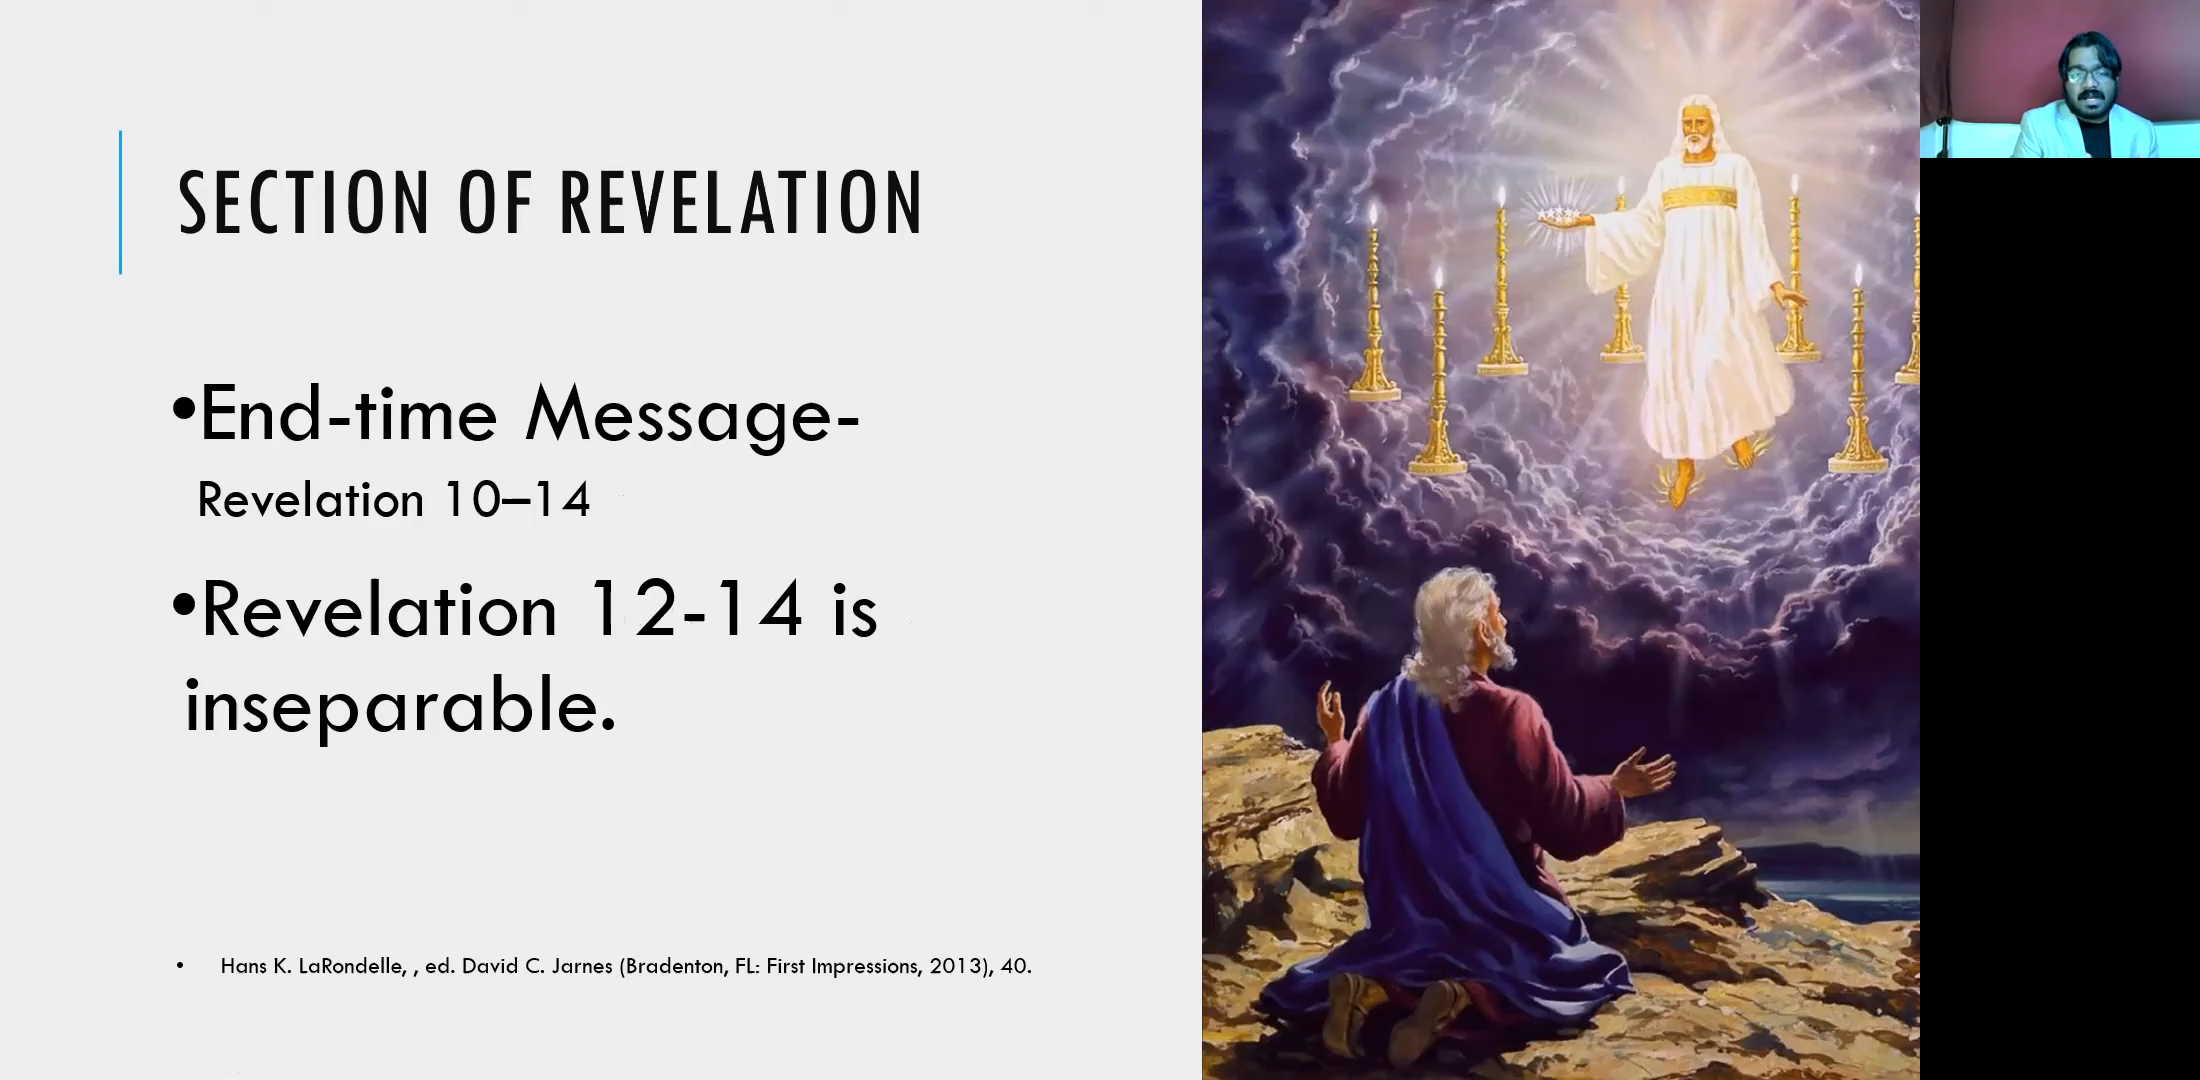 SECTION OF REVELATION
•End-time Message-
Revelation 10–14
•Revelation 12-14 is
inseparable.
• Hans K. LaRondelle, , ed. David C. Jarnes (Bradenton, FL: First Impressions, 2013), 40.